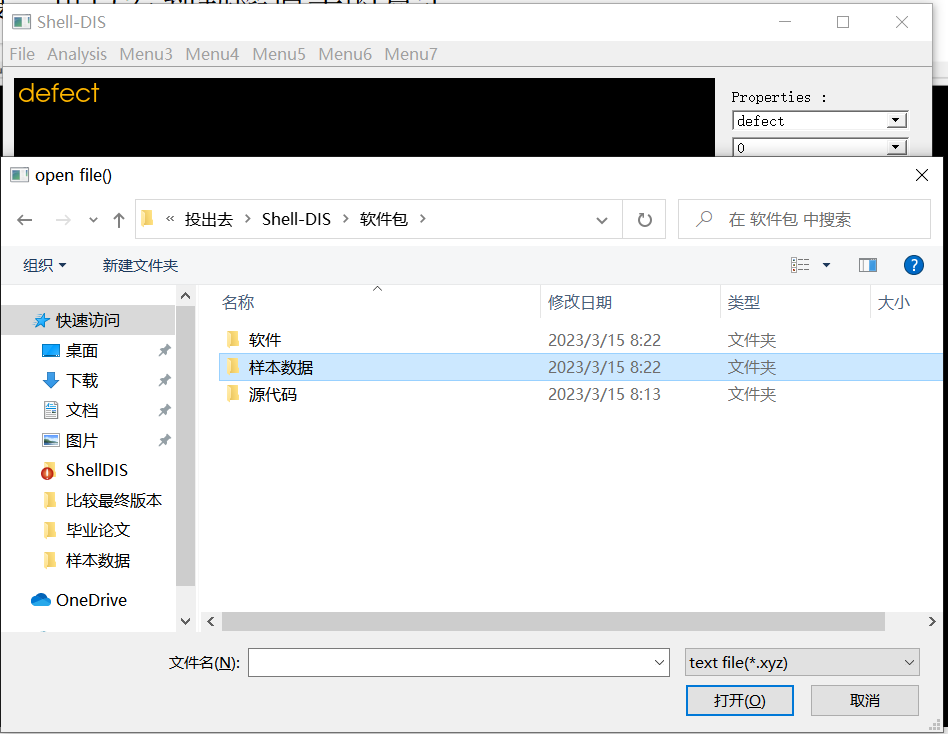 Shell-DIS
File Analysis Menu3 Menu4 Menu5 Menu6 Menu7
defect
Properties :
defect
0
open file()
« 投出去 › Shell-DIS › 软件包 ›
在 软件包 中搜索
组织 新建文件夹
?
名称 修改日期 类型 大小
快速访问
桌面
下载
文档
图片
ShellDIS
比较最终版本
毕业论文
样本数据
OneDrive
软件 2023/3/15 8:22 文件夹
样本数据 2023/3/15 8:22 文件夹
源代码 2023/3/15 8:13 文件夹
文件名(N):
text file(*.xyz)
打开(O) 取消